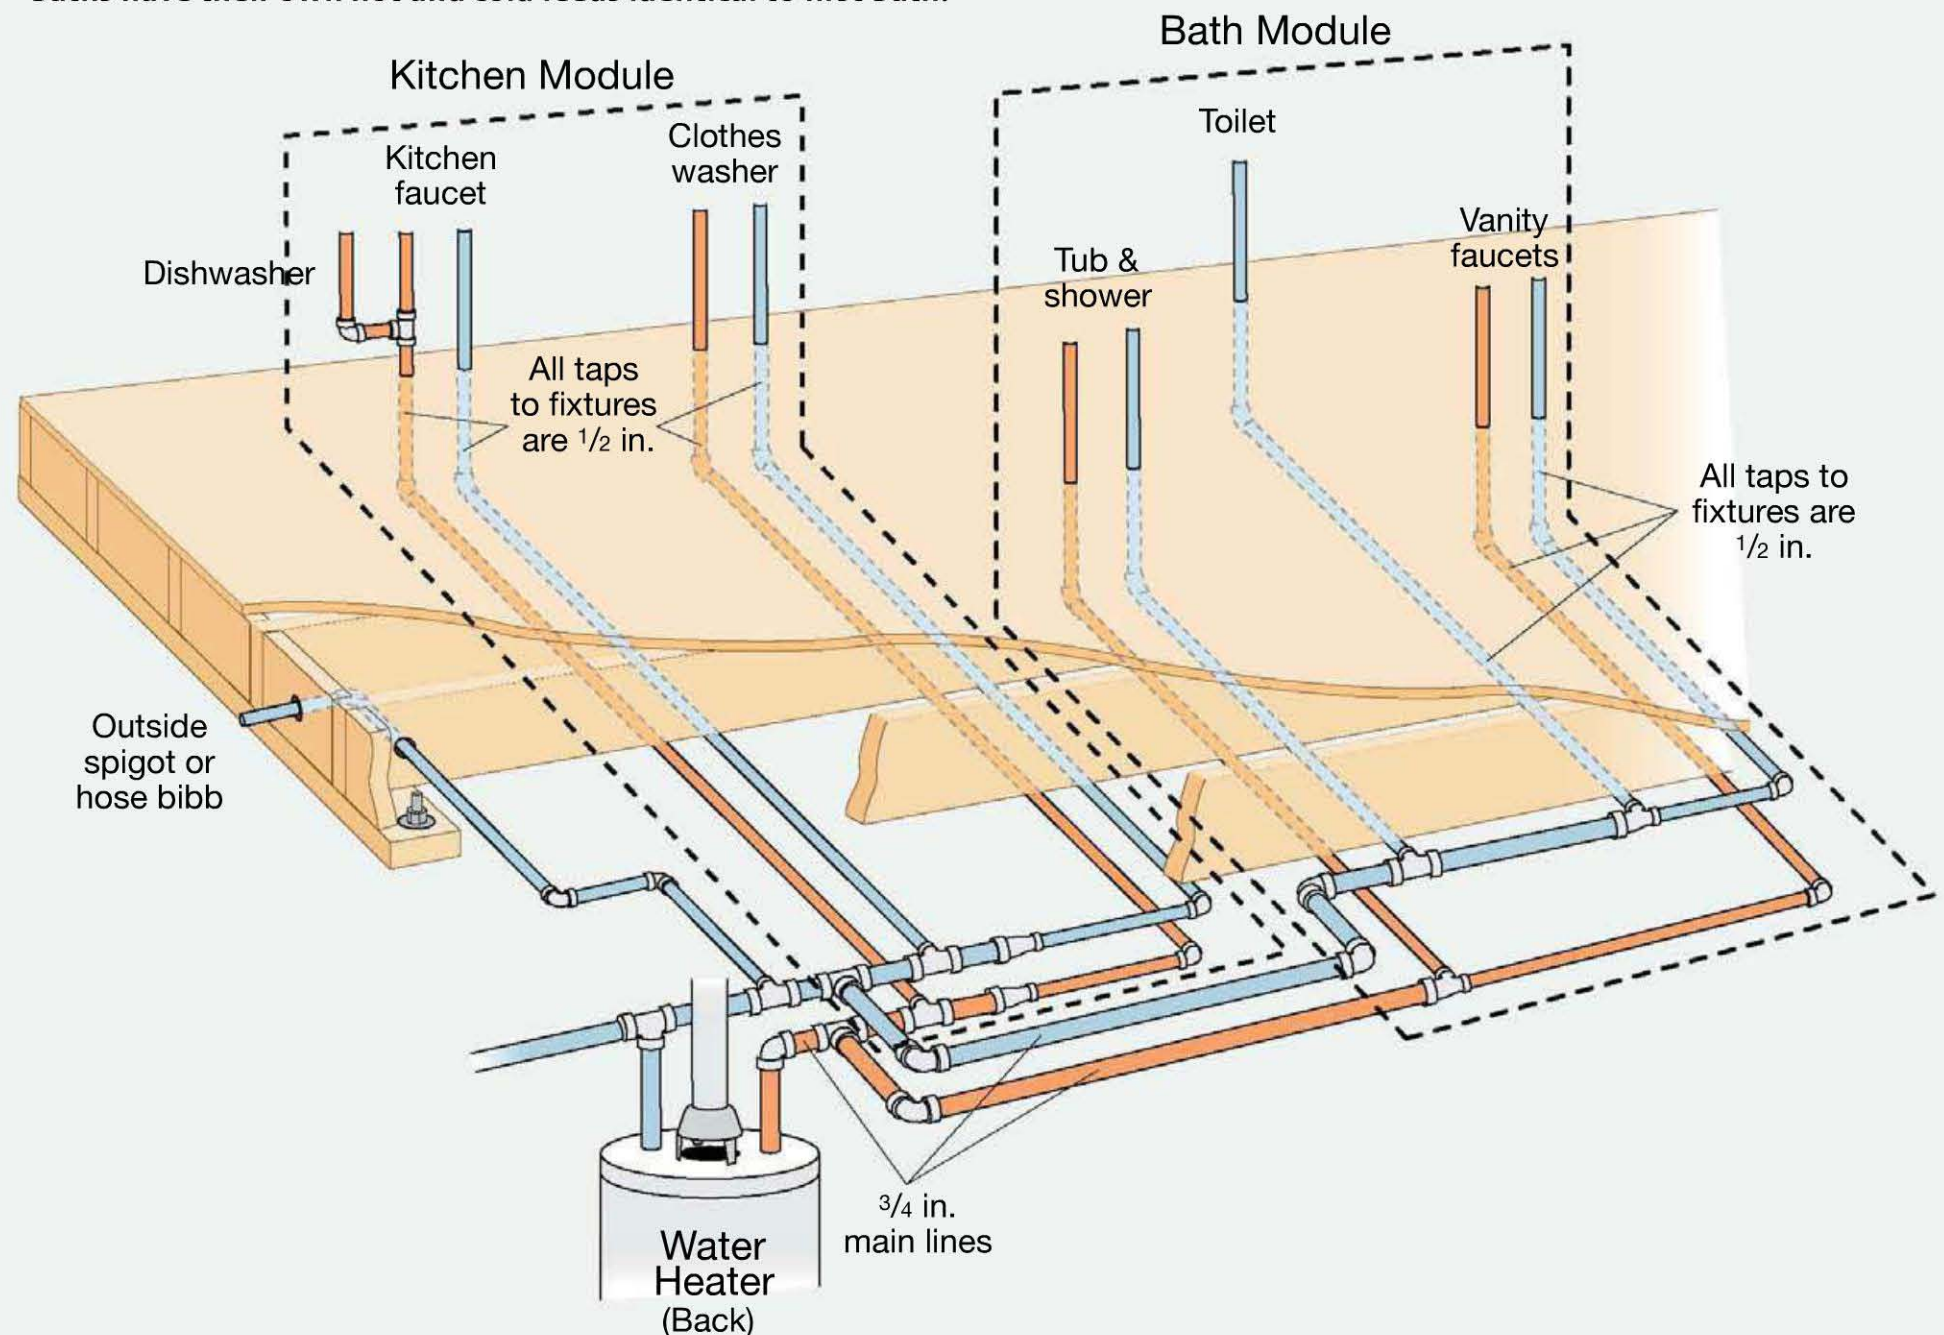 Bath Module
Kitchen Module
Toilet
Clothes
washer
Kitchen
faucet
Vanity
faucets
Tub &
shower
Dishwasher
All taps
to fixtures
are 1/2 in.
All taps to
fixtures are
1/2 in.
Outside
spigot or
hose bibb
3/4 in.
main lines
Water
Heater
(Back)